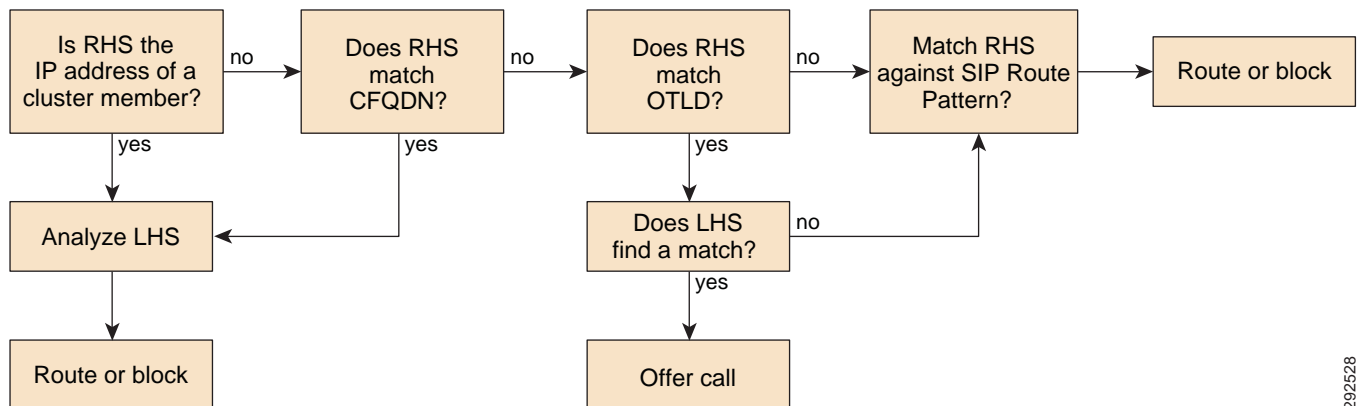 Is RHS the
IP address of a
cluster member?
no
Does RHS
match
CFQDN?
no
Does RHS
match
OTLD?
no
Match RHS
against SIP Route
Pattern?
Route or block
yes
yes
yes
Analyze LHS
Does LHS
find a match?
no
yes
Route or block
Offer call
292528